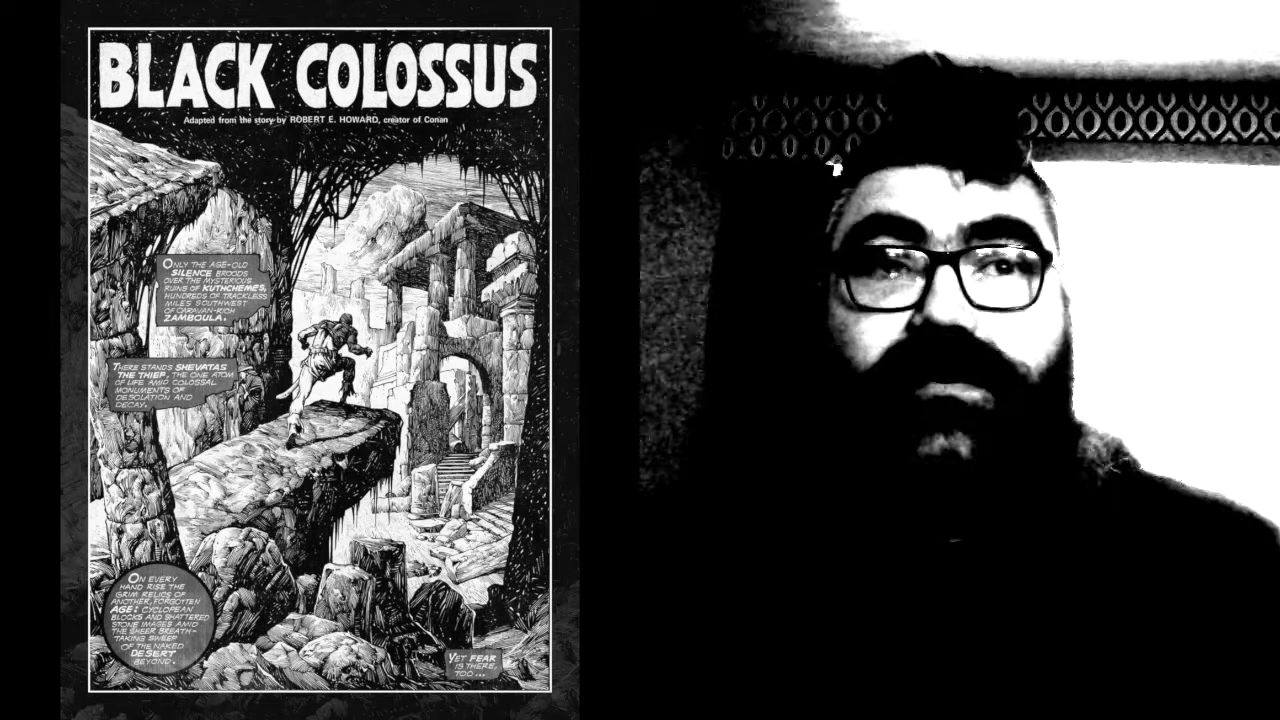 BLACK COLOSSUS
Adapted from the story by ROBERT E. HOWARD, creator of Conan
ONLY THE AGE-OLD
SILENCE BROODS
OVER THE MYSTERIOUS
RUINS OF KUTHCHEMES,
HUNDREDS OF TRACKLESS
MILES SOUTHWEST
OF CARAVAN-RICH
ZAMBOULA.
THERE STANDS SHEVATAS
THE THIEF, THE ONE ATOM
OF LIFE AMID COLOSSAL
MONUMENTS OF
DESOLATION AND
DECAY.
ON EVERY
HAND RISE THE
GRIM RELICS OF
ANOTHER, FORGOTTEN
AGE: CYCLOPEAN
BLOCKS AND SHATTERED
STONE IMAGES AMID
THE SHEER BREATH-
TAKING SWEEP
OF THE NAKED
DESERT
BEYOND.
YET FEAR
IS THERE,
TOO...